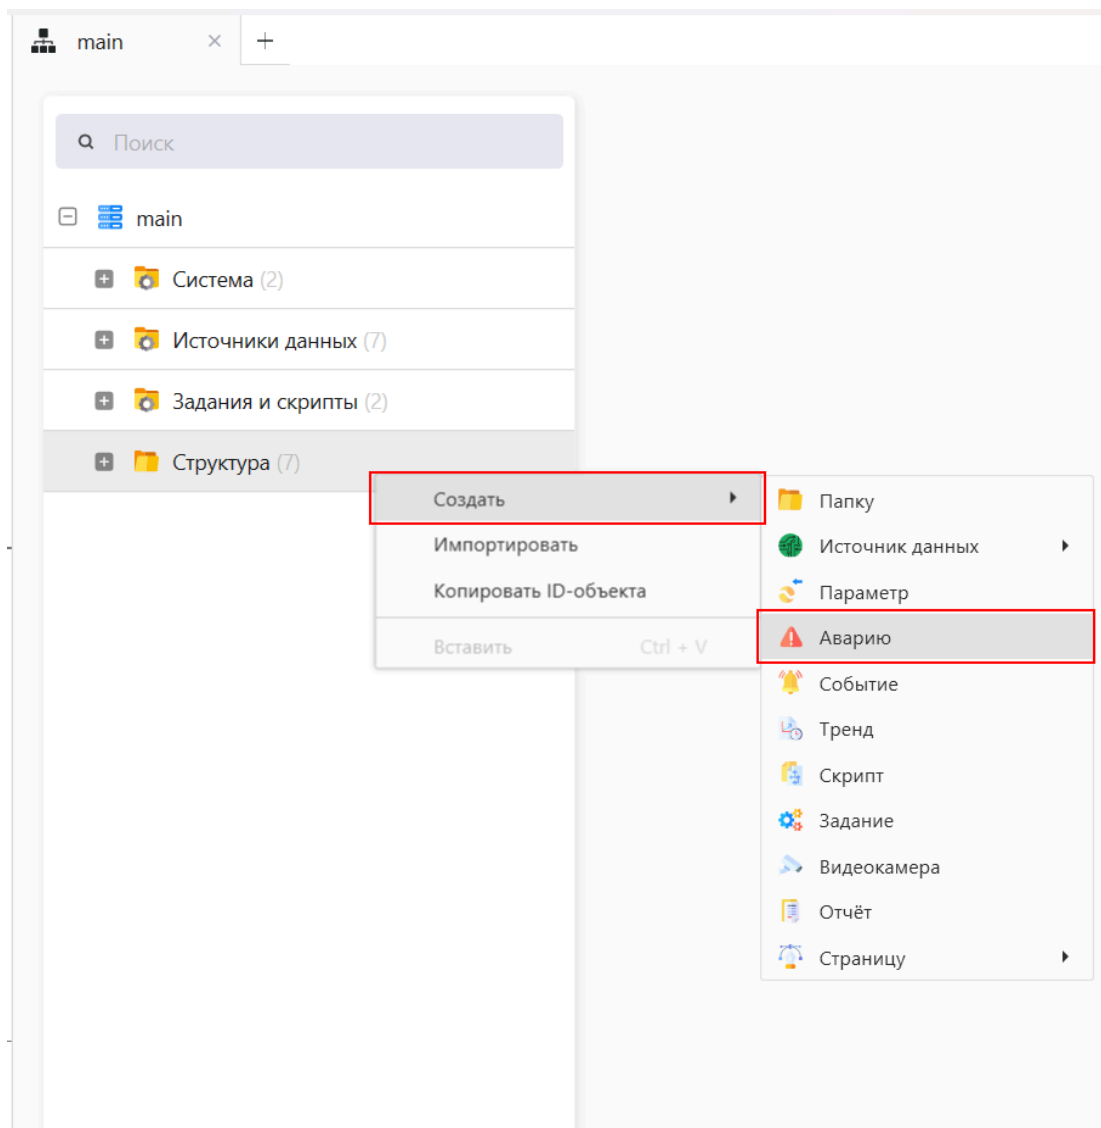 main
Поиск
main
Система (2)
Источники данных (7)
Задания и скрипты (2)
Структура (7)
Создать
Импортировать
Копировать ID-объекта
Вставить Ctrl + V
Папку
Источник данных
Параметр
Аварию
Событие
Тренд
Скрипт
Задание
Видеокамера
Отчёт
Страницу